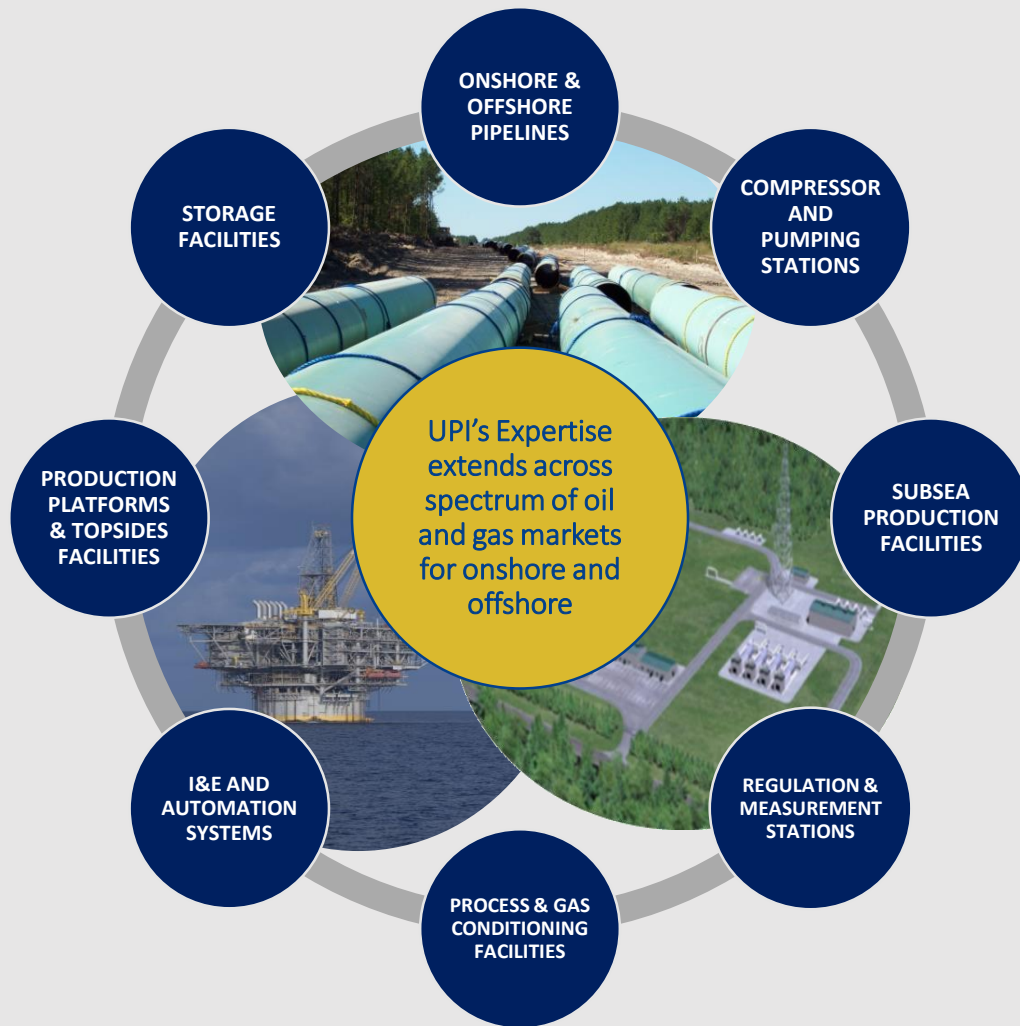 ONSHORE &
OFFSHORE
PIPELINES
COMPRESSOR
AND
PUMPING
STATIONS
SUBSEA
PRODUCTION
FACILITIES
REGULATION &
MEASUREMENT
STATIONS
PROCESS & GAS
CONDITIONING
FACILITIES
I&E AND
AUTOMATION
SYSTEMS
PRODUCTION
PLATFORMS
& TOPSIDES
FACILITIES
STORAGE
FACILITIES
UPI’s Expertise
extends across
spectrum of oil
and gas markets
for onshore and
offshore